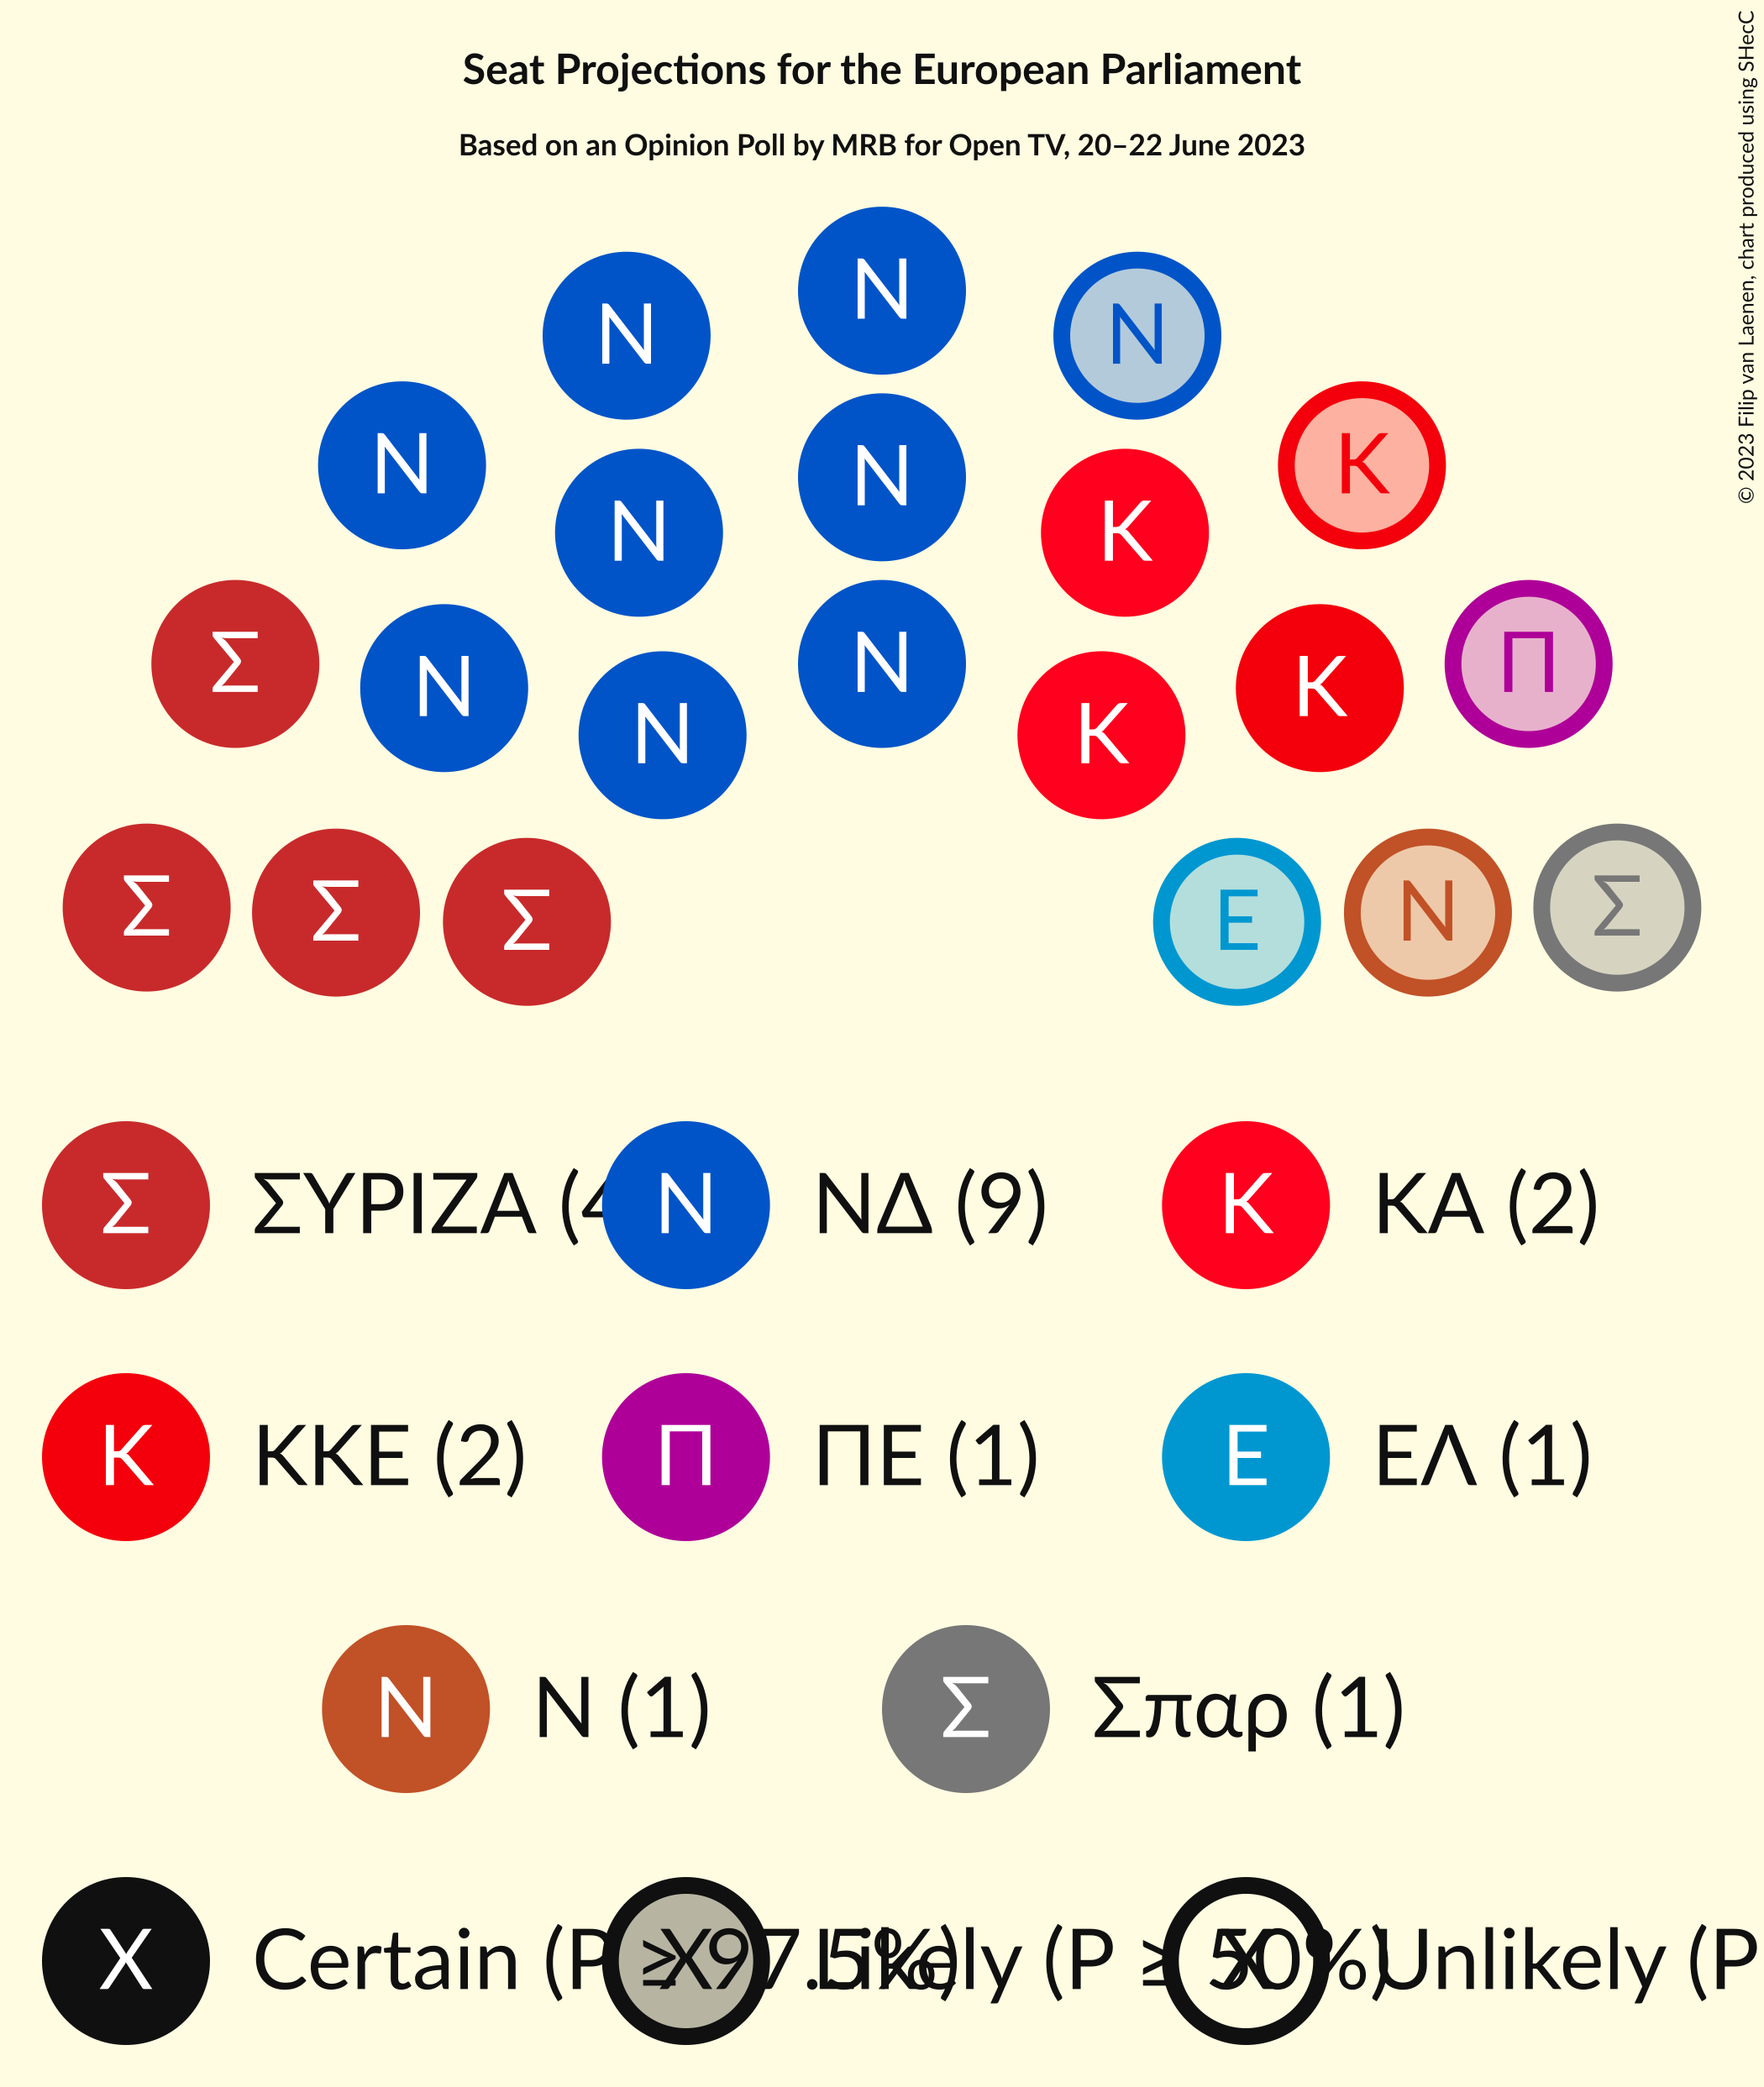 Seat Projections for the European Parliament
Based on an Opinion Poll by MRB for Open TV, 20–22 June 2023
© 2023 Filip van Laenen, chart produced using SHecC
N
N N N
N K
N
N K
Σ N Π
N K
N K
Σ Σ Σ E N Σ
Σ ΣΥΡΙΖΑ (4 N ΝΔ (9) K ΚΑ (2)
K ΚΚΕ (2) Π ΠΕ (1) E ΕΛ (1)
N Ν (1) Σ Σπαρ (1)
X Certain (P ≥ 97.5%) X Likely (P ≥ 50%) X Unlikely (P